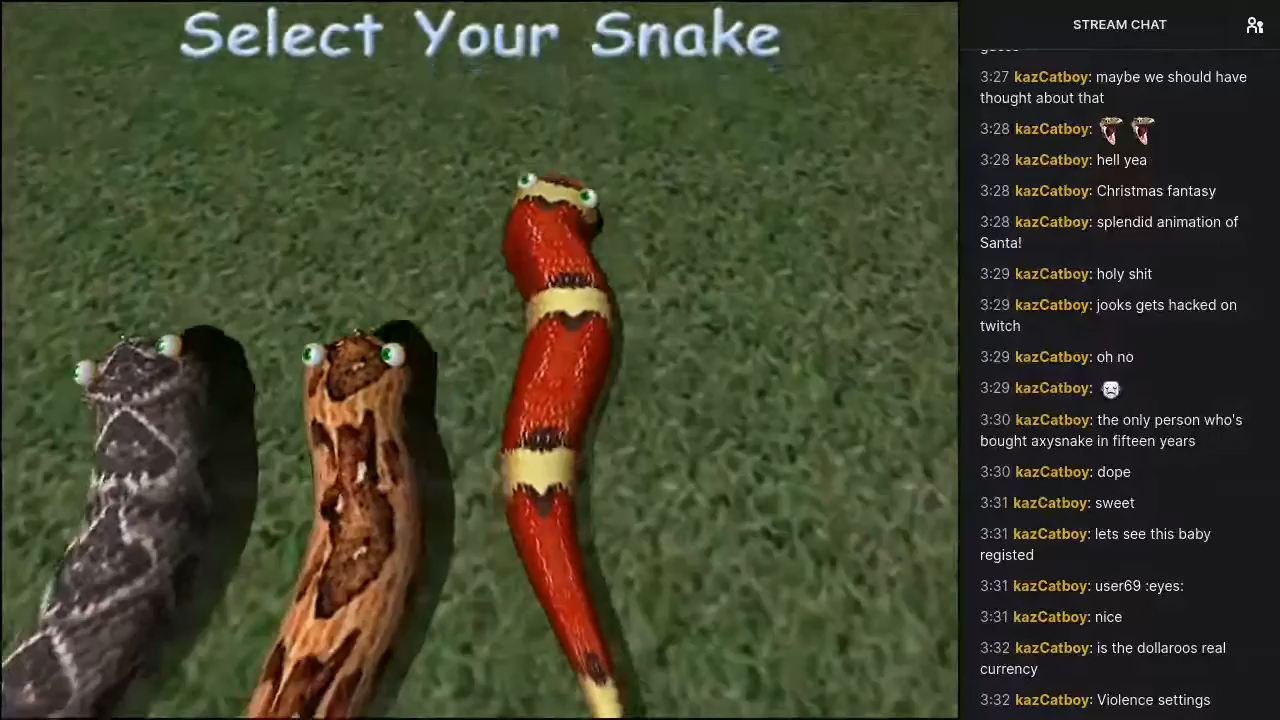 Select Your Snake
STREAM CHAT
3:27 kazCatboy: maybe we should have
thought about that
3:28 kazCatboy:
3:28 kazCatboy: hell yea
3:28 kazCatboy: Christmas fantasy
3:28 kazCatboy: splendid animation of
Santa!
3:29 kazCatboy: holy shit
3:29 kazCatboy: jooks gets hacked on
twitch
3:29 kazCatboy: oh no
3:29 kazCatboy:
3:30 kazCatboy: the only person who's
bought axysnake in fifteen years
3:30 kazCatboy: dope
3:31 kazCatboy: sweet
3:31 kazCatboy: lets see this baby
registed
3:31 kazCatboy: user69 :eyes:
3:31 kazCatboy: nice
3:32 kazCatboy: is the dollaroos real
currency
3:32 kazCatboy: Violence settings